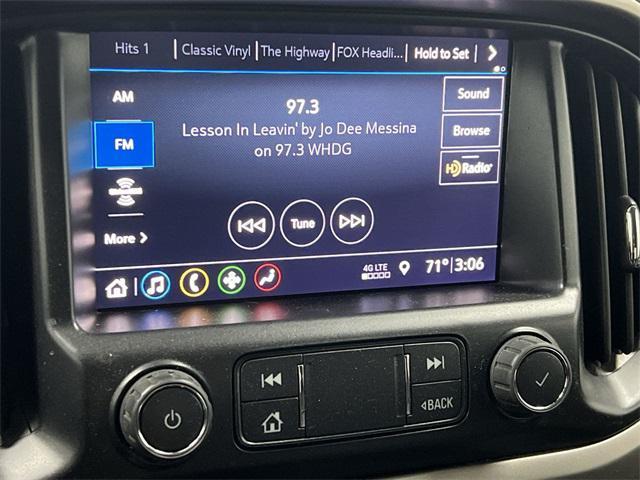 Hits 1 Classic Vinyl The Highway FOX Headli... Hold to Set
AM
FM
More
97.3
Lesson In Leavin' by Jo Dee Messina
on 97.3 WHDG
Tune
Sound
Browse
HD Radio
4G LTE
71° 3:06
BACK